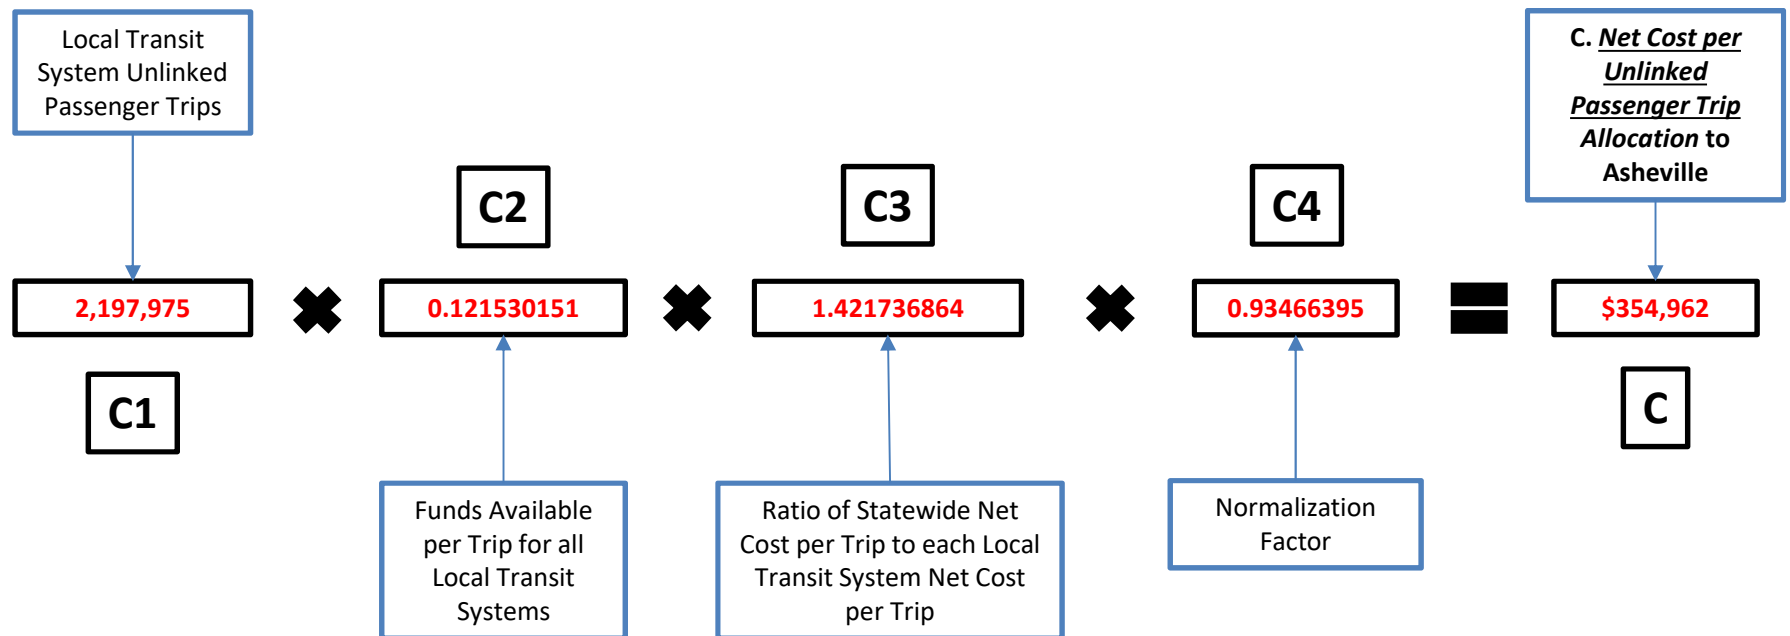 Local Transit
System Unlinked
Passenger Trips
C. Net Cost per
Unlinked
Passenger Trip
Allocation to
Asheville
C2
C3
C4
2,197,975
0.121530151
1.421736864
0.93466395
$354,962
C1
C
Funds Available
per Trip for all
Local Transit
Systems
Ratio of Statewide Net
Cost per Trip to each Local
Transit System Net Cost
per Trip
Normalization
Factor